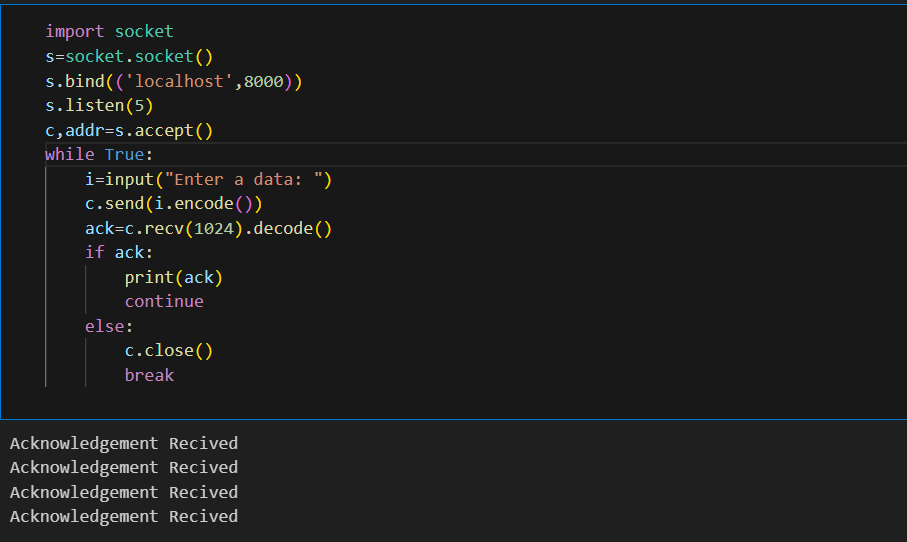 import socket
s=socket.socket()
s.bind(('localhost',8000))
s.listen(5)
c,addr=s.accept()
while True:
    i=input("Enter a data: ")
    c.send(i.encode())
    ack=c.recv(1024).decode()
    if ack:
        print(ack)
        continue
    else:
        c.close()
        break
Acknowledgement Recived
Acknowledgement Recived
Acknowledgement Recived
Acknowledgement Recived